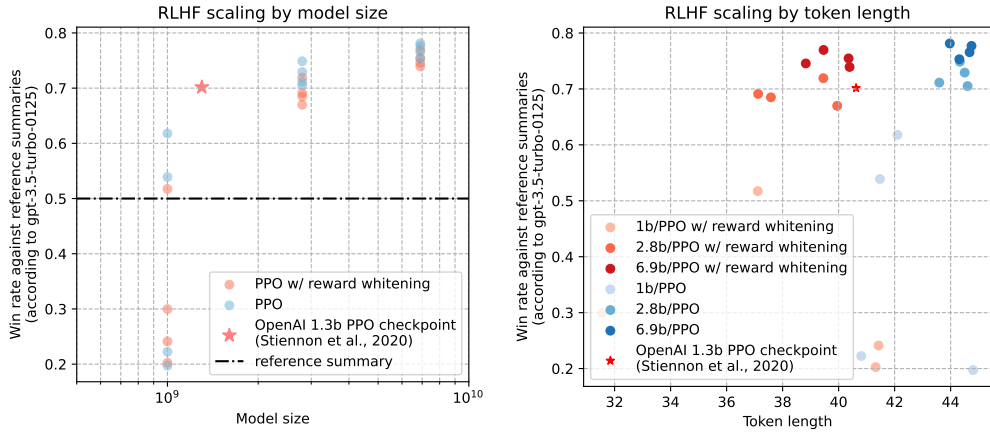 RLHF scaling by model size
0.8
0.7
0.6
0.5
0.4
0.3
0.2
Win rate against reference summaries
(according to gpt-3.5-turbo-0125)
PPO w/ reward whitening
PPO
OpenAI 1.3b PPO checkpoint
(Stiennon et al., 2020)
reference summary
10⁹
10¹⁰
Model size
RLHF scaling by token length
0.8
0.7
0.6
0.5
0.4
0.3
0.2
Win rate against reference summaries
(according to gpt-3.5-turbo-0125)
1b/PPO w/ reward whitening
2.8b/PPO w/ reward whitening
6.9b/PPO w/ reward whitening
1b/PPO
2.8b/PPO
6.9b/PPO
OpenAI 1.3b PPO checkpoint
(Stiennon et al., 2020)
32 34 36 38 40 42 44
Token length